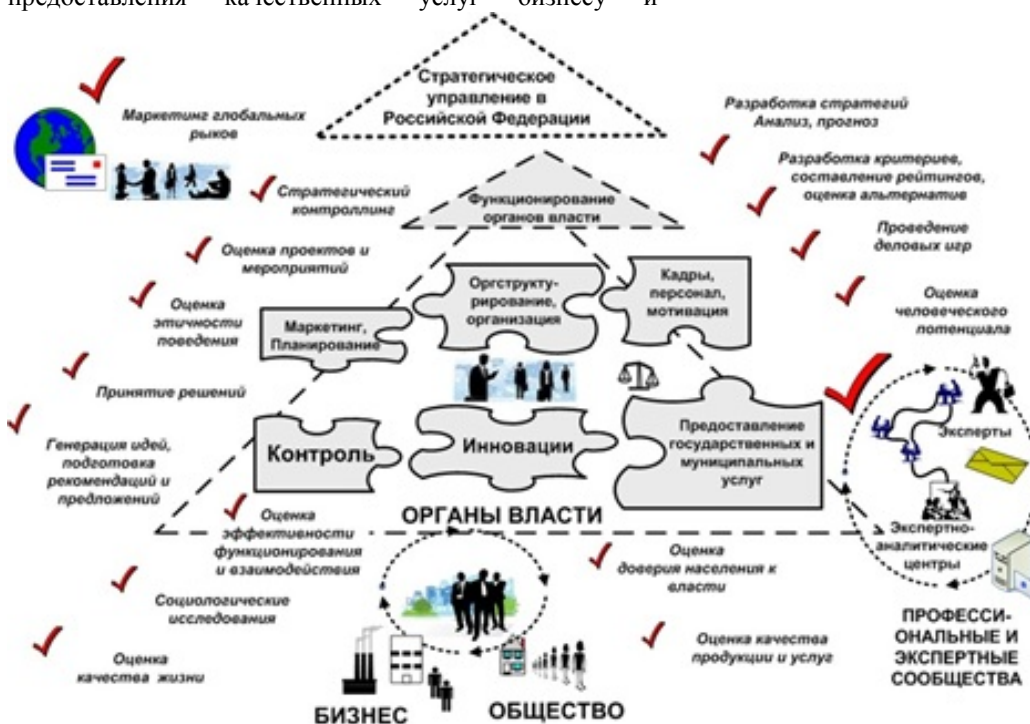 предоставления качественных услуг бизнесу и
Стратегическое
управление в
Российской Федерации
Маркетинг глобальных
рыков
Разработка стратегий
Анализ, прогноз
Стратегический
контроллинг
Функционирование
органов власти
Разработка критериев,
составление рейтингов,
оценка альтернатив
Оценка проектов и
мероприятий
Проведение
деловых игр
Оценка
этичности
поведения
Маркетинг,
Планирование
Оргструкту-
рирование,
организация
Кадры,
персонал,
мотивация
Оценка
человеческого
потенциала
Принятие решений
Генерация идей,
подготовка
рекомендаций и
предложений
Контроль
Инновации
Предоставление
государственных и
муниципальных
услуг
Эксперты
ОРГАНЫ ВЛАСТИ
Экспертно-
аналитические
центры
Оценка
эффективности
функционирования
и взаимодействия
Оценка
доверия населения к
власти
Социологические
исследования
Оценка качества
продукции и услуг
ПРОФЕССИ-
ОНАЛЬНЫЕ И
ЭКСПЕРТНЫЕ
СООБЩЕСТВА
Оценка
качества жизни
БИЗНЕС
ОБЩЕСТВО